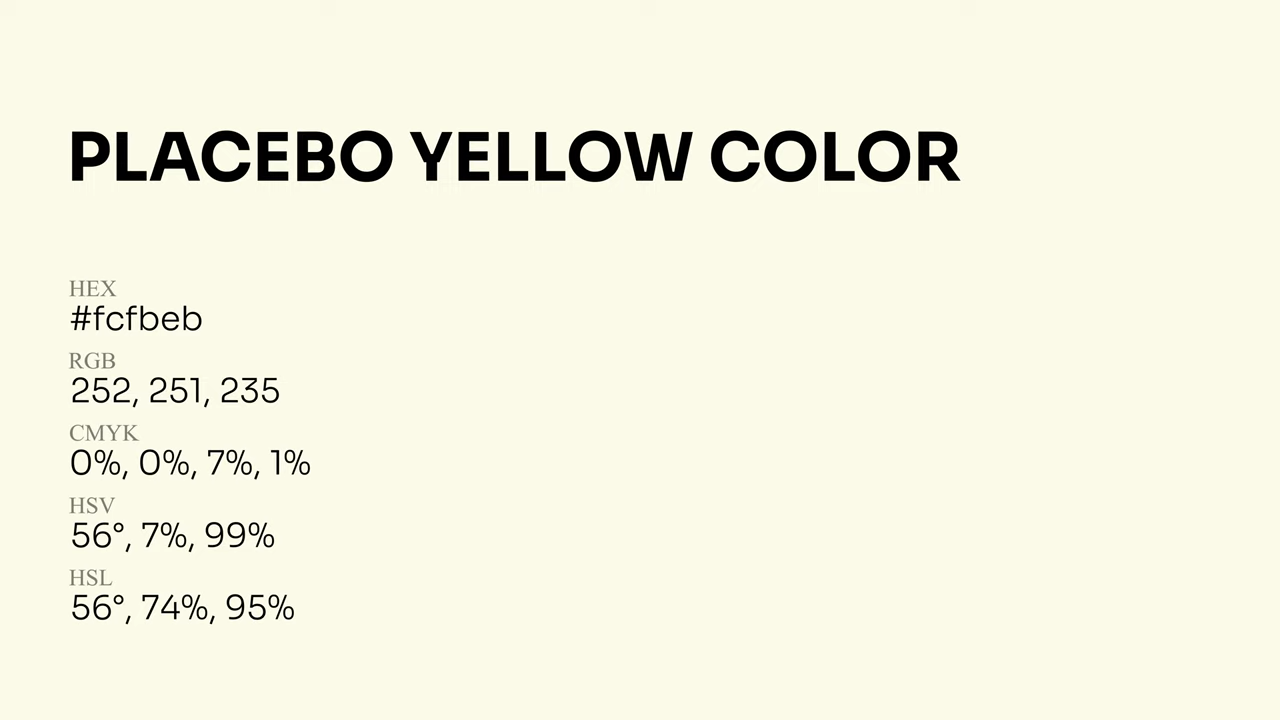 PLACEBO YELLOW COLOR
HEX
#fcfbeb
RGB
252, 251, 235
CMYK
0%, 0%, 7%, 1%
HSV
56°, 7%, 99%
HSL
56°, 74%, 95%